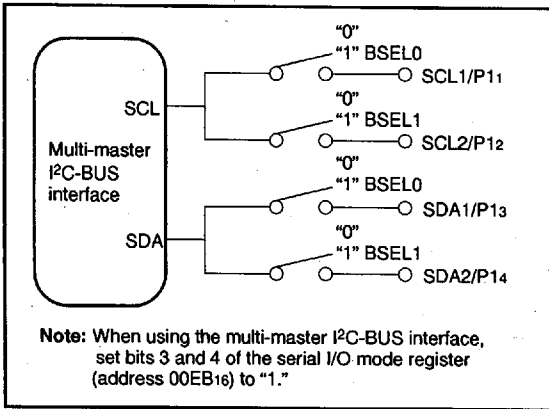 "0"
"1" BSEL0
SCL1/P11
SCL
"0"
"1" BSEL1
SCL2/P12
Multi-master
I²C-BUS
interface
"0"
"1" BSEL0
SDA1/P13
SDA
"0"
"1" BSEL1
SDA2/P14
Note: When using the multi-master I²C-BUS interface,
set bits 3 and 4 of the serial I/O mode register
(address 00EB16) to "1."